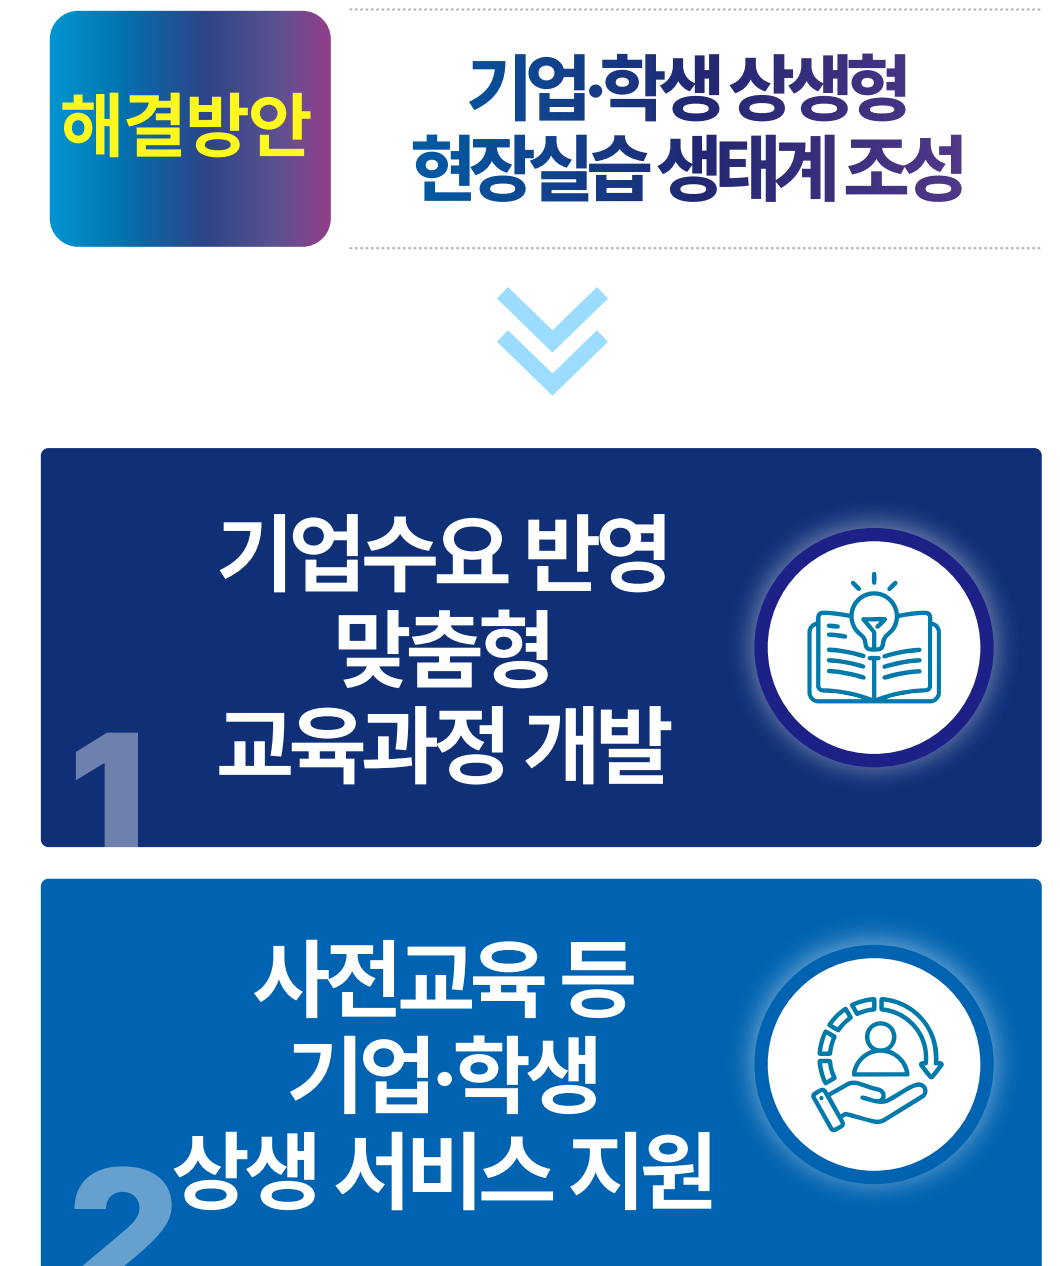 해결방안
기업·학생 상생형
현장실습 생태계 조성
기업수요 반영
맞춤형
교육과정 개발
1
사전교육 등
기업·학생
상생 서비스 지원
2